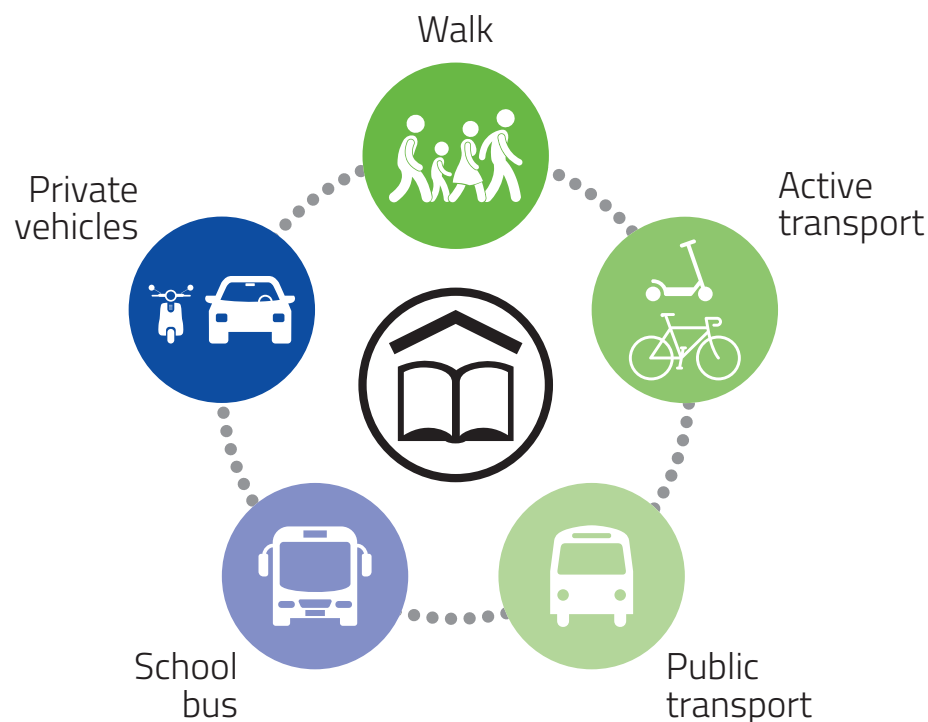 Walk
Active
transport
Public
transport
School
bus
Private
vehicles